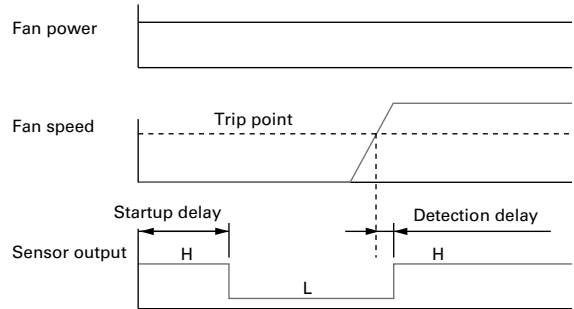 Fan power
Fan speed
Trip point
Startup delay
Detection delay
Sensor output
H
H
L